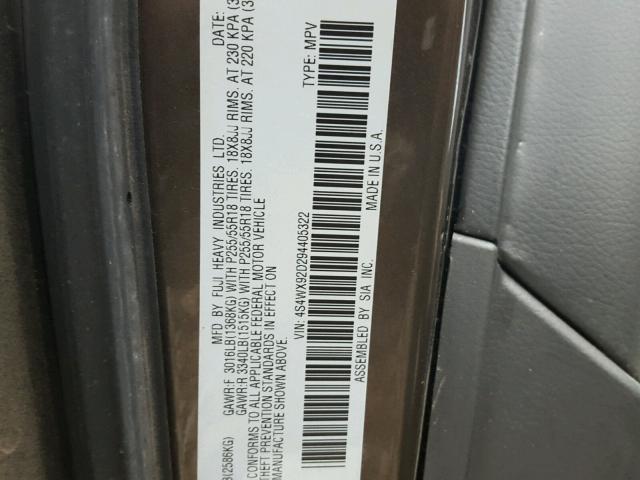 MFD BY FUJI HEAVY INDUSTRIES LTD. DATE:
B(2586KG) GAWR:F 3016LB(1368KG) WITH P255/55R18 TIRES. 18X8JJ RIMS. AT 230 KPA (3
GAWR:R 3340LB(1515KG) WITH P255/55R18 TIRES. 18X8JJ RIMS. AT 220 KPA (3
CONFORMS TO ALL APPLICABLE FEDERAL MOTOR VEHICLE
THEFT PREVENTION STANDARDS IN EFFECT ON
MANUFACTURE SHOWN ABOVE.
VIN: 4S4WX92D294405322 TYPE: MPV
ASSEMBLED BY SIA INC. MADE IN U.S.A.